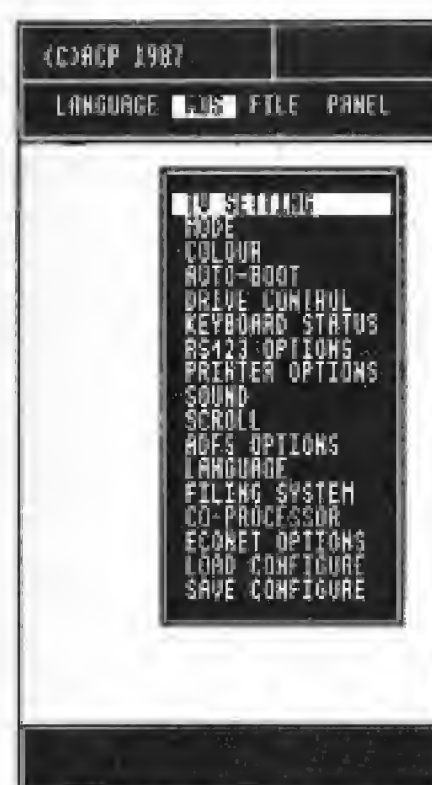 (C)ACP 1987
LANGUAGE CMOS FILE PANEL
TV SETTING
MODE
COLOUR
AUTO-BOOT
DRIVE CONTROL
KEYBOARD STATUS
RS423 OPTIONS
PRINTER OPTIONS
SOUND
SCROLL
ADFS OPTIONS
LANGUAGE
FILING SYSTEM
CO-PROCESSOR
ECONET OPTIONS
LOAD CONFIGURE
SAVE CONFIGURE